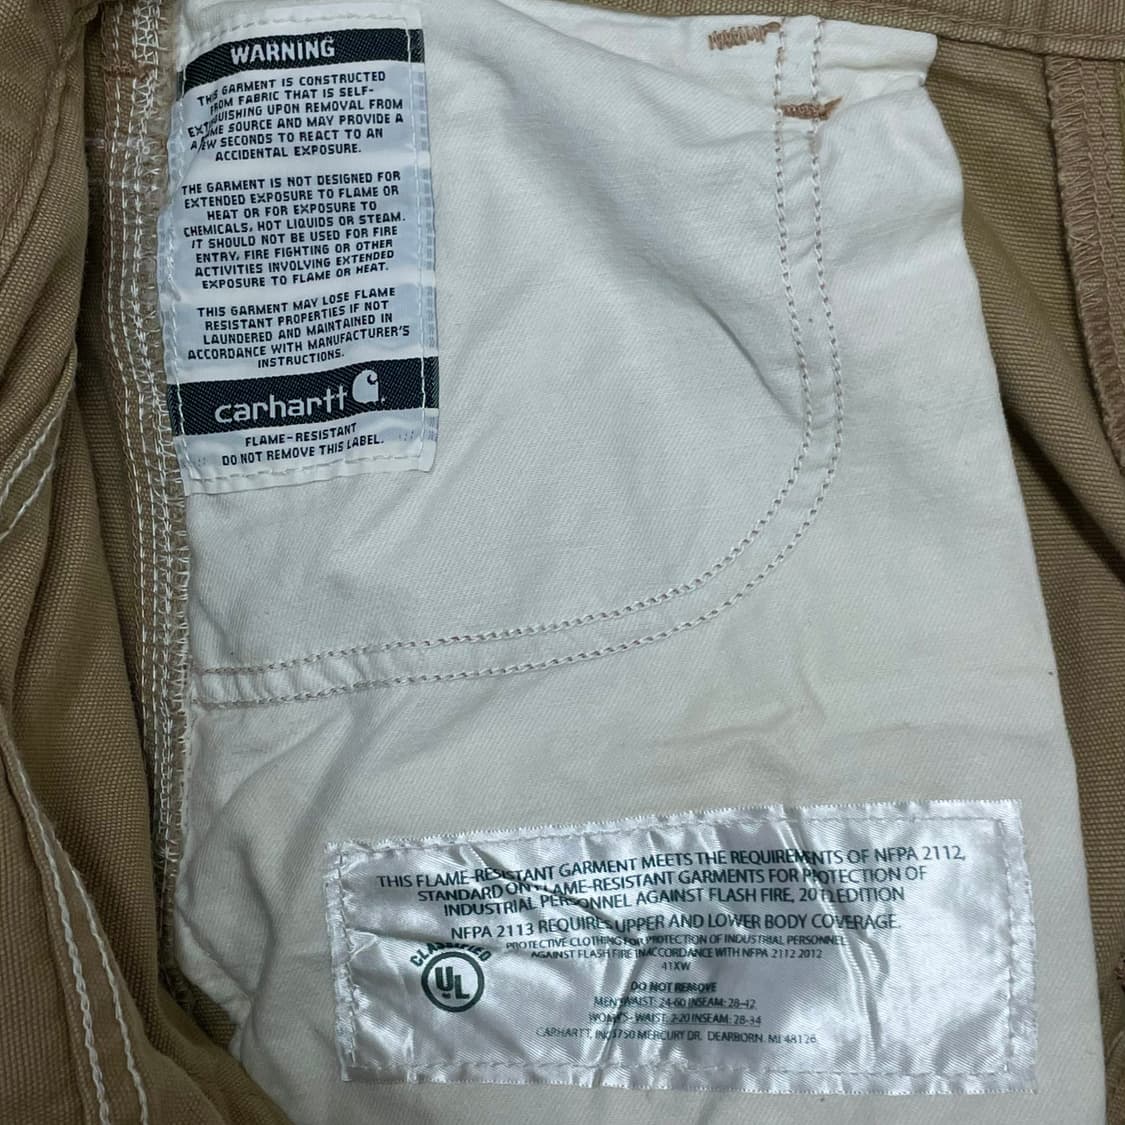 WARNING
THIS GARMENT IS CONSTRUCTED
FROM FABRIC THAT IS SELF-
EXTINGUISHING UPON REMOVAL FROM
FLAME SOURCE AND MAY PROVIDE A
A FEW SECONDS TO REACT TO AN
ACCIDENTAL EXPOSURE.
THE GARMENT IS NOT DESIGNED FOR
EXTENDED EXPOSURE TO FLAME OR
HEAT OR FOR EXPOSURE TO
CHEMICALS, HOT LIQUIDS OR STEAM.
IT SHOULD NOT BE USED FOR FIRE
ENTRY, FIRE FIGHTING OR OTHER
ACTIVITIES INVOLVING EXTENDED
EXPOSURE TO FLAME OR HEAT.
THIS GARMENT MAY LOSE FLAME
RESISTANT PROPERTIES IF NOT
LAUNDERED AND MAINTAINED IN
ACCORDANCE WITH MANUFACTURER'S
INSTRUCTIONS.
carhartt
FLAME-RESISTANT
DO NOT REMOVE THIS LABEL.
THIS FLAME-RESISTANT GARMENT MEETS THE REQUIREMENTS OF NFPA 2112,
STANDARD ON FLAME-RESISTANT GARMENTS FOR PROTECTION OF
INDUSTRIAL PERSONNEL AGAINST FLASH FIRE, 2012 EDITION
NFPA 2113 REQUIRES UPPER AND LOWER BODY COVERAGE.
PROTECTIVE CLOTHING FOR PROTECTION OF INDUSTRIAL PERSONNEL
AGAINST FLASH FIRE IN ACCORDANCE WITH NFPA 2112 2012
41XW
CLASSIFIED
UL
DO NOT REMOVE
MEN'S-WAIST: 24-60 INSEAM: 28-42
WOMEN'S- WAIST: 2-20 INSEAM: 28-34
CARHARTT, INC 5750 MERCURY DR. DEARBORN. MI 48126